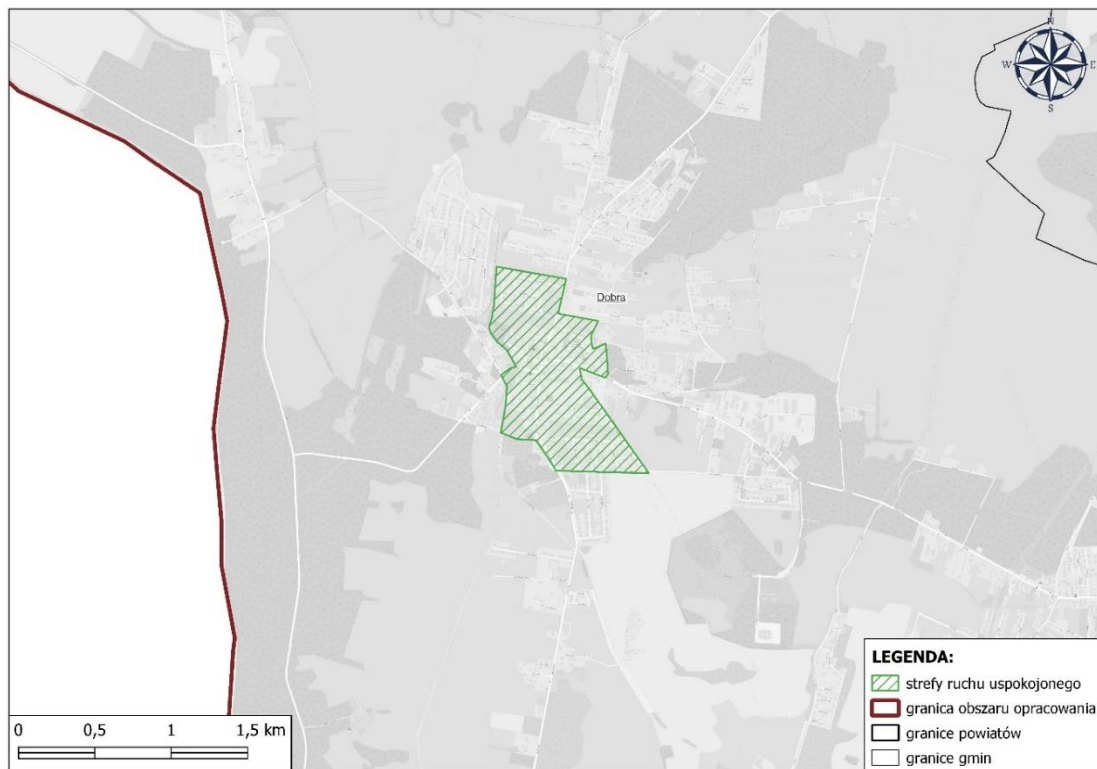 N
W E
S
Dobra
LEGENDA:
strefy ruchu uspokojonego
granica obszaru opracowania
granice powiatów
granice gmin
0 0,5 1 1,5 km